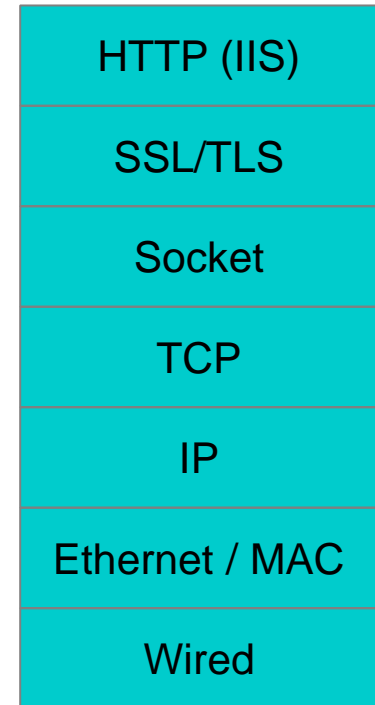 HTTP (IIS)
SSL/TLS
Socket
TCP
IP
Ethernet / MAC
Wired